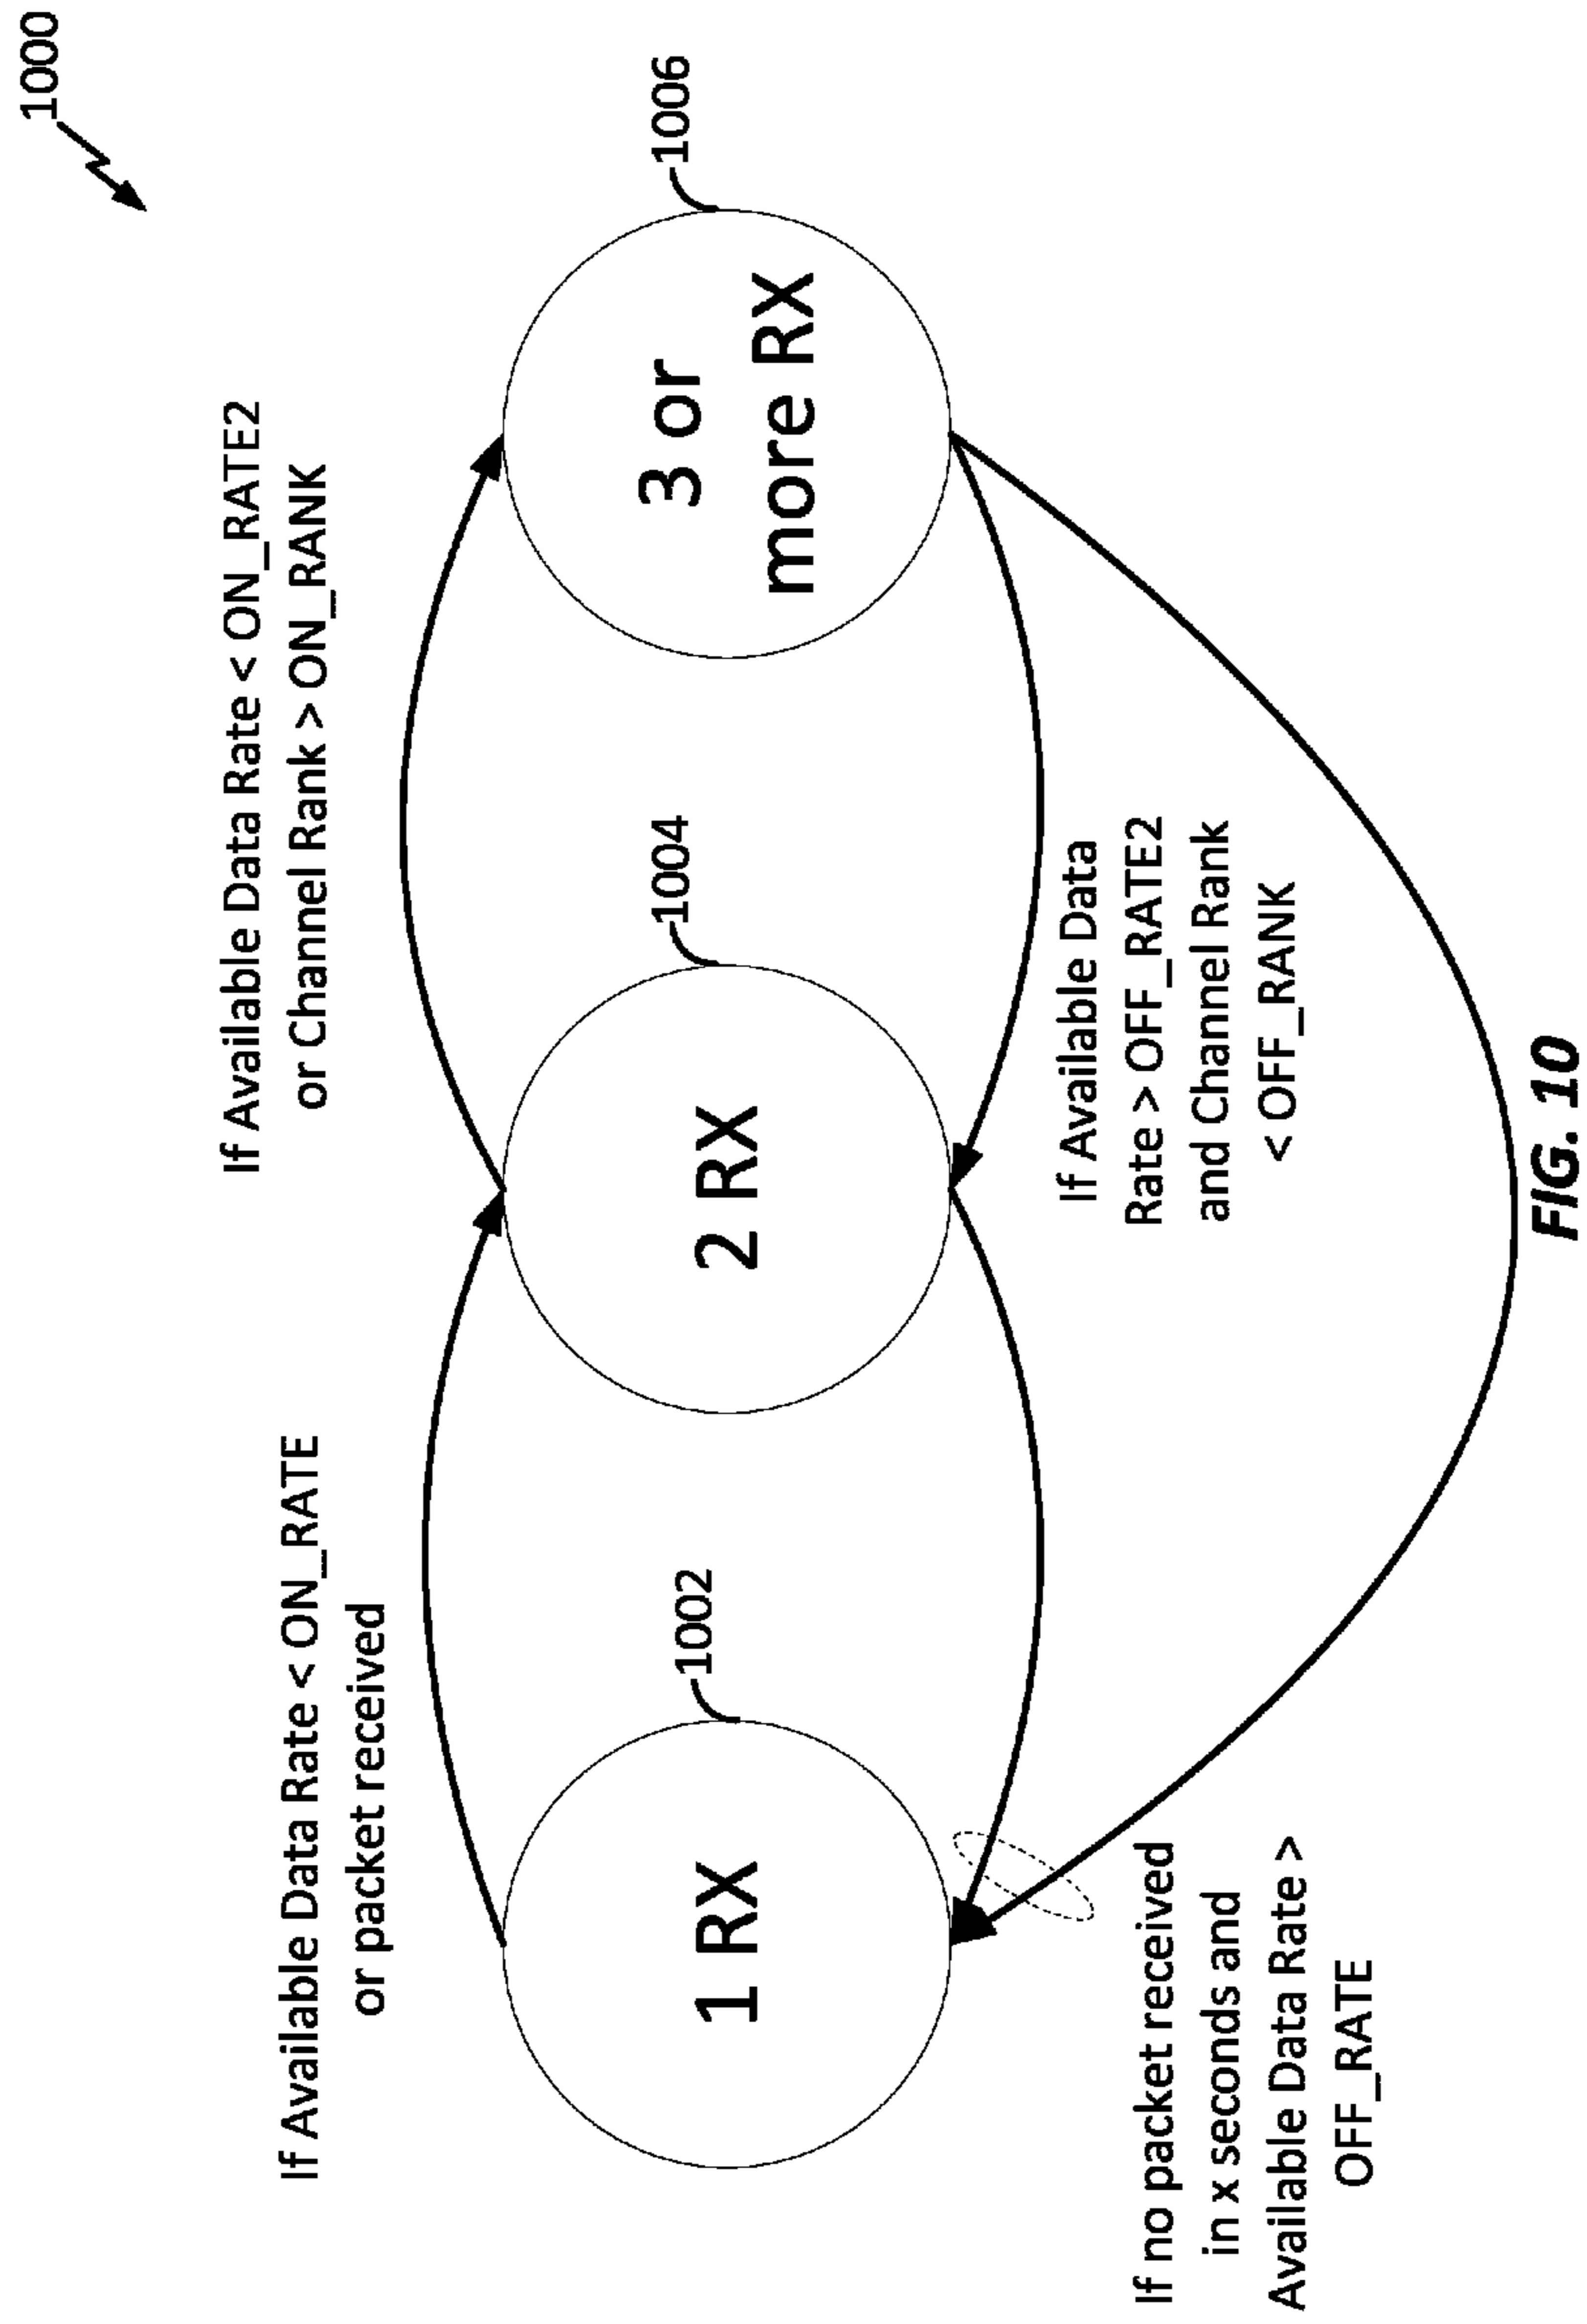 1000
If Available Data Rate < ON_RATE
or packet received
If Available Data Rate < ON_RATE2
or Channel Rank > ON_RANK
1002
1004
1006
1 RX
2 RX
3 or
more RX
If no packet received
in x seconds and
Available Data Rate >
OFF_RATE
If Available Data
Rate > OFF_RATE2
and Channel Rank
< OFF_RANK
FIG. 10